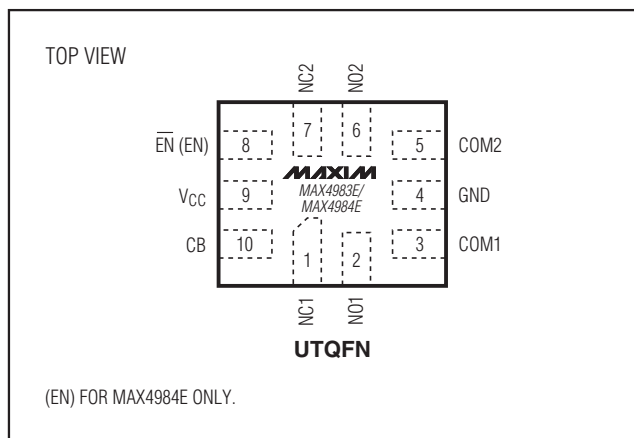 TOP VIEW
NC2
NO2
EN (EN)
8
7
6
5
COM2
MAXIM
VCC
9
MAX4983E/
MAX4984E
4
GND
CB
10
1
2
3
COM1
NC1
NO1
UTQFN
(EN) FOR MAX4984E ONLY.